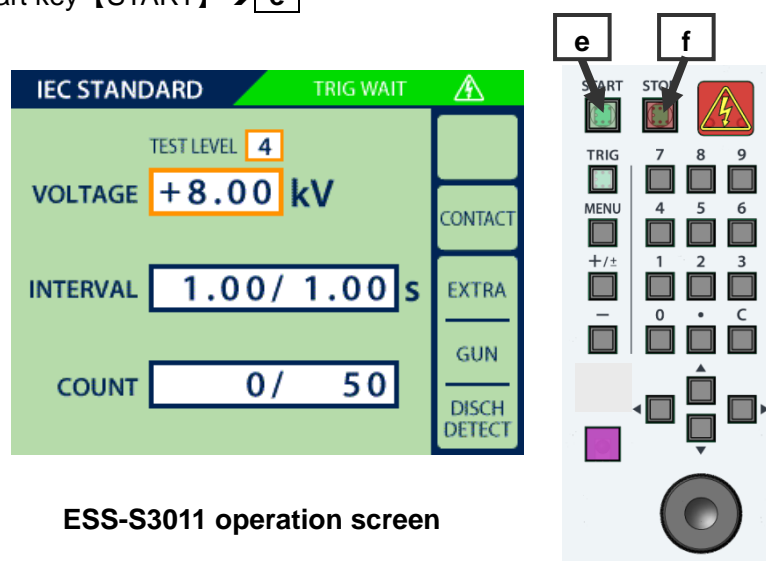 art key【START】➔ e
e f
IEC STANDARD TRIG WAIT
TEST LEVEL 4
VOLTAGE +8.00 kV
CONTACT
INTERVAL 1.00/ 1.00 s
EXTRA
GUN
COUNT 0/ 50
DISCH
DETECT
ESS-S3011 operation screen
START STOP
TRIG 7 8 9
MENU 4 5 6
+/± 1 2 3
− 0 • C